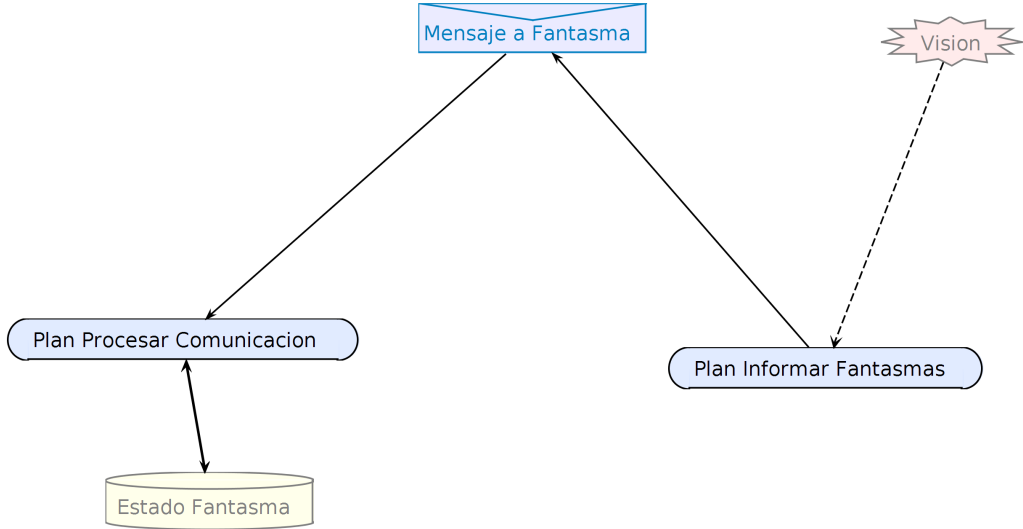 Mensaje a Fantasma
Vision
Plan Procesar Comunicacion
Plan Informar Fantasmas
Estado Fantasma